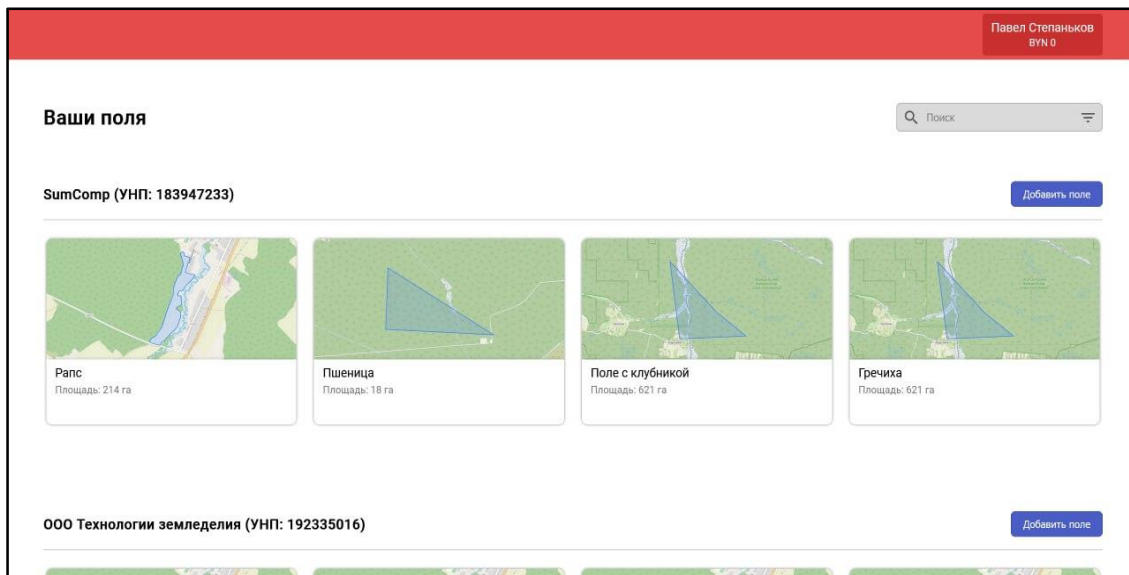 Павел Степаньков
BYN 0
Ваши поля
Поиск
SumComp (УНП: 183947233)
Добавить поле
Рапс
Площадь: 214 га
Пшеница
Площадь: 18 га
Поле с клубникой
Площадь: 621 га
Гречиха
Площадь: 621 га
ООО Технологии земледелия (УНП: 192335016)
Добавить поле